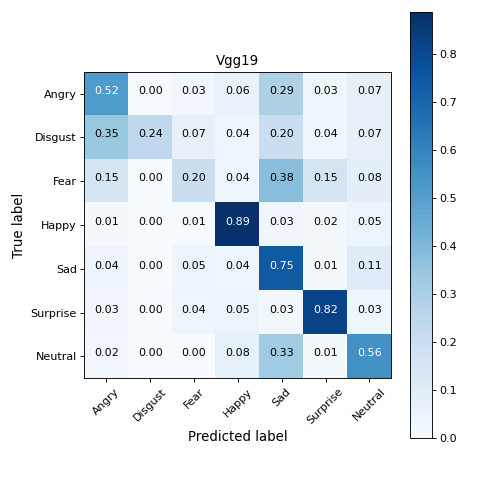 Vgg19
Angry 0.52 0.00 0.03 0.06 0.29 0.03 0.07
Disgust 0.35 0.24 0.07 0.04 0.20 0.04 0.07
Fear 0.15 0.00 0.20 0.04 0.38 0.15 0.08
Happy 0.01 0.00 0.01 0.89 0.03 0.02 0.05
Sad 0.04 0.00 0.05 0.04 0.75 0.01 0.11
Surprise 0.03 0.00 0.04 0.05 0.03 0.82 0.03
Neutral 0.02 0.00 0.00 0.08 0.33 0.01 0.56
Angry Disgust Fear Happy Sad Surprise Neutral
True label
Predicted label
0.8
0.7
0.6
0.5
0.4
0.3
0.2
0.1
0.0